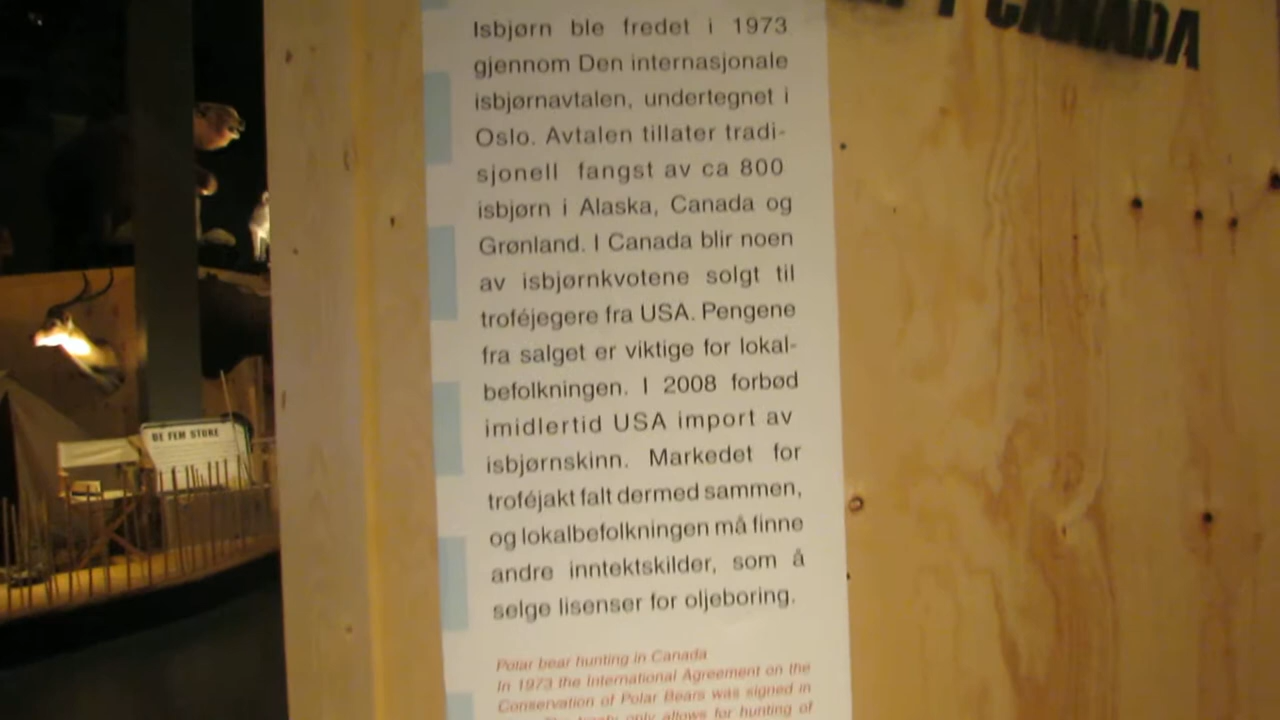 CANADA
Isbjørn ble fredet i 1973
gjennom Den internasjonale
isbjørnavtalen, undertegnet i
Oslo. Avtalen tillater tradi-
sjonell fangst av ca 800
isbjørn i Alaska, Canada og
Grønland. I Canada blir noen
av isbjørnkvotene solgt til
troféjegere fra USA. Pengene
fra salget er viktige for lokal-
befolkningen. I 2008 forbød
imidlertid USA import av
isbjørnskinn. Markedet for
troféjakt falt dermed sammen,
og lokalbefolkningen må finne
andre inntektskilder, som å
selge lisenser for oljeboring.
Polar bear hunting in Canada
In 1973 the International Agreement on the
Conservation of Polar Bears was signed in
only allows for hunting of
DE FEM STORE